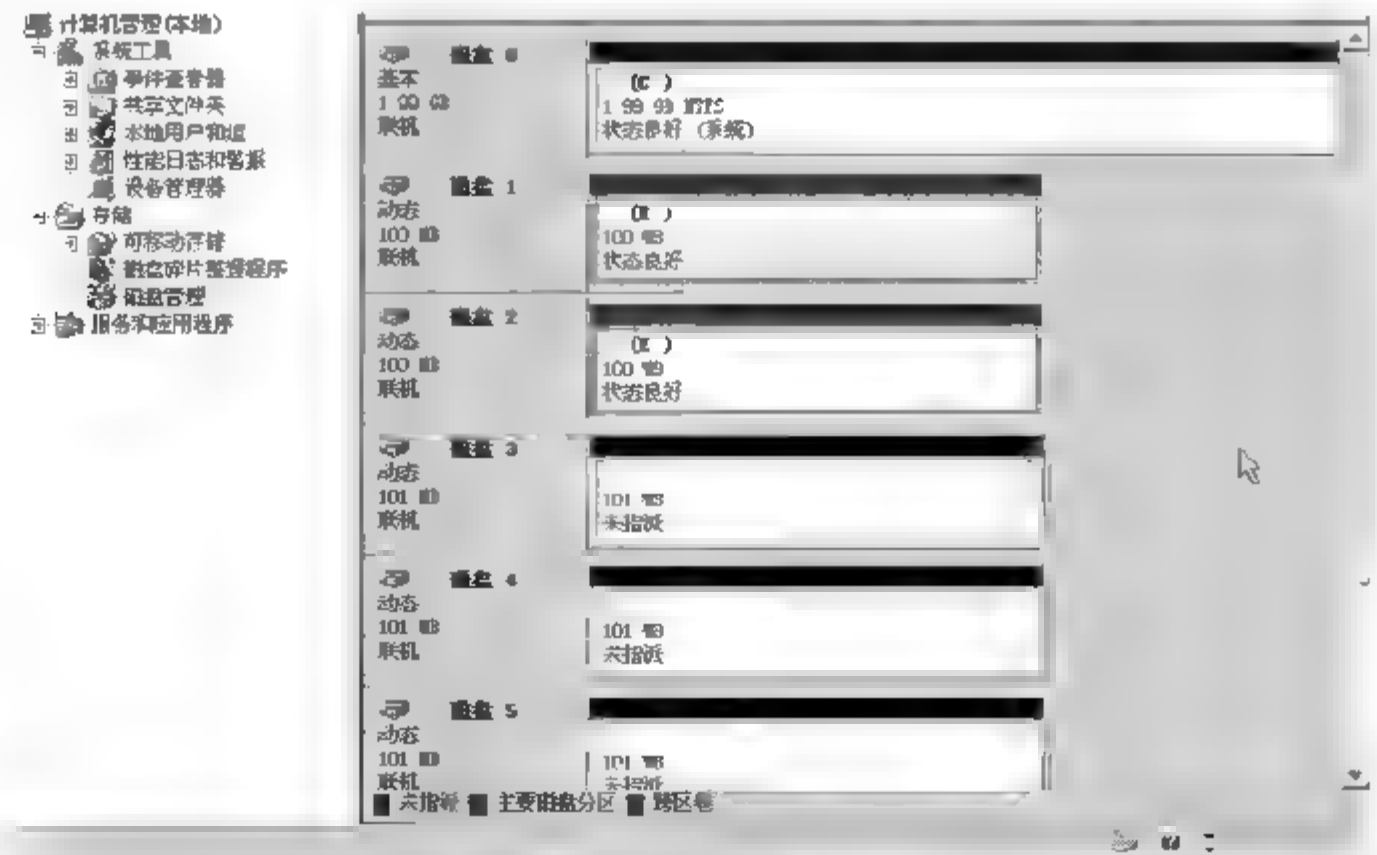 计算机管理(本地)
系统工具
事件查看器
共享文件夹
本地用户和组
性能日志和警报
设备管理器
存储
可移动存储
磁盘碎片整理程序
磁盘管理
服务和应用程序
磁盘 0
基本
联机
状态良好 (系统)
磁盘 1
动态
100 MB
联机
100 MB
状态良好
磁盘 2
动态
100 MB
联机
100 MB
状态良好
磁盘 3
动态
101 MB
联机
101 MB
未指派
磁盘 4
动态
101 MB
联机
101 MB
未指派
磁盘 5
动态
101 MB
联机
101 MB
未指派
未指派 主要磁盘分区 跨区卷